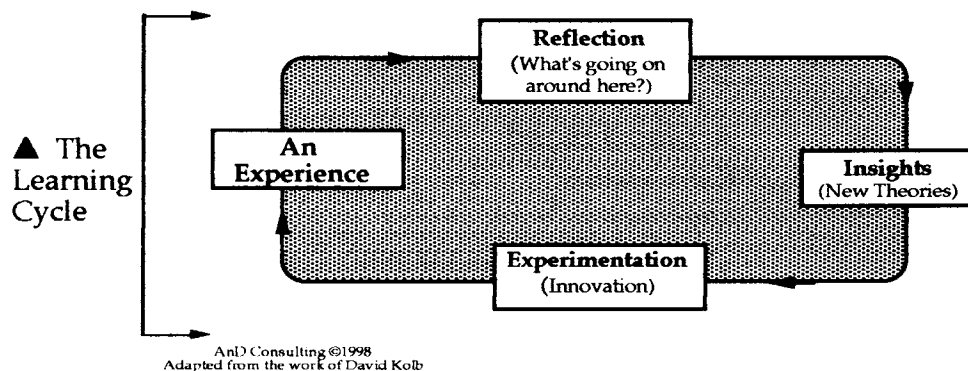 ▲ The
Learning
Cycle
Reflection
(What's going on
around here?)
An
Experience
Insights
(New Theories)
Experimentation
(Innovation)
AnD Consulting ©1998
Adapted from the work of David Kolb